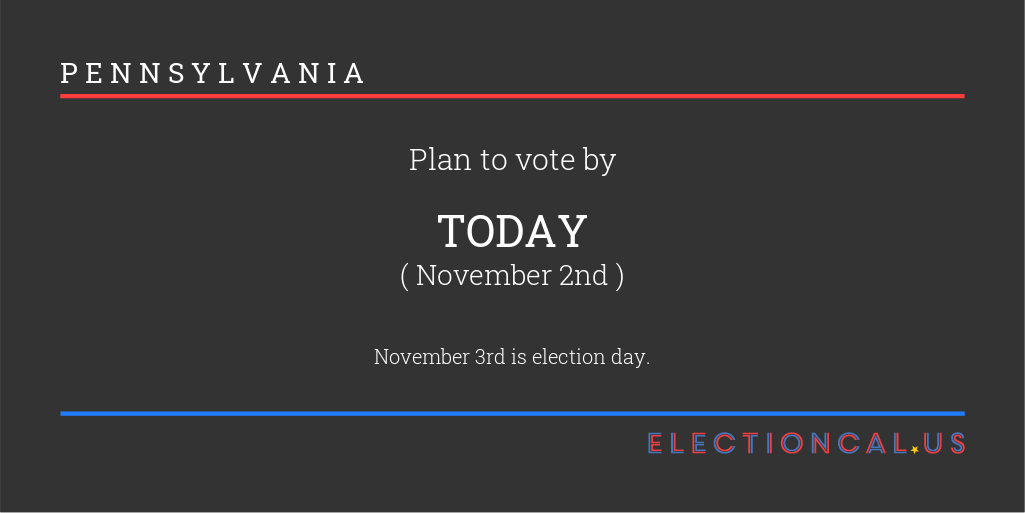 PENNSYLVANIA
Plan to vote by
TODAY
( November 2nd )
November 3rd is election day.
ELECTIONCAL.US